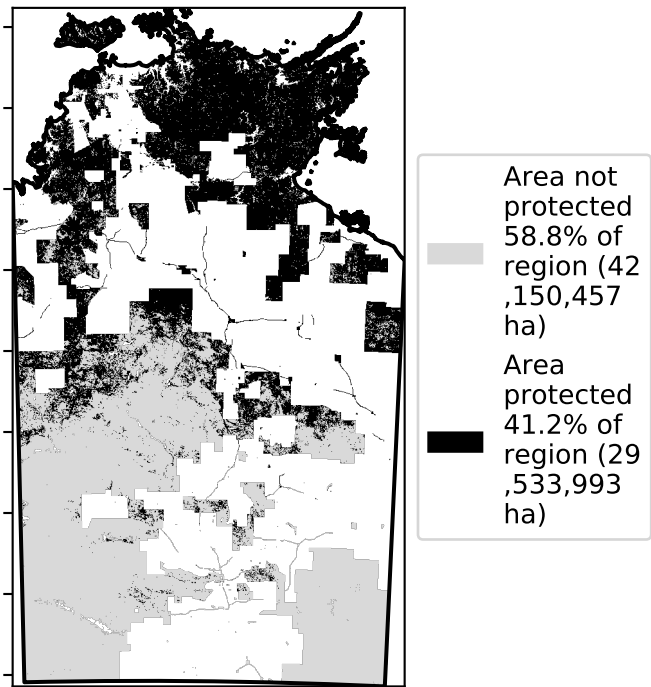 Area not
protected
58.8% of
region (42
,150,457
ha)
Area
protected
41.2% of
region (29
,533,993
ha)